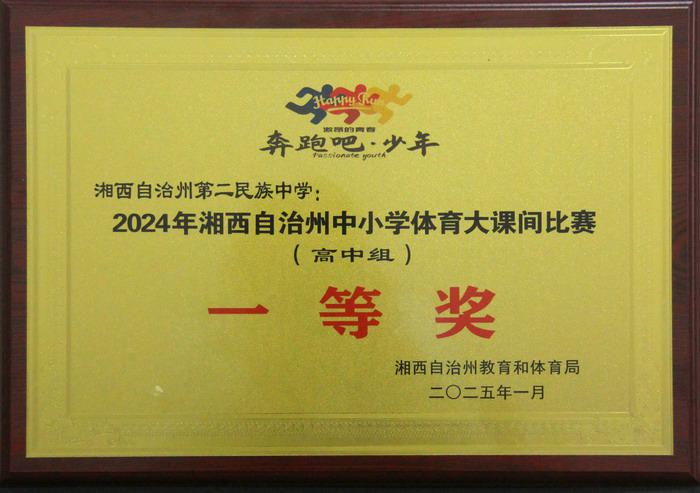 Happy Ru
激昂的青春
奔跑吧·少年
Passionate youth
湘西自治州第二民族中学：
2024年湘西自治州中小学体育大课间比赛
（高中组）
一等奖
湘西自治州教育和体育局
二〇二五年一月